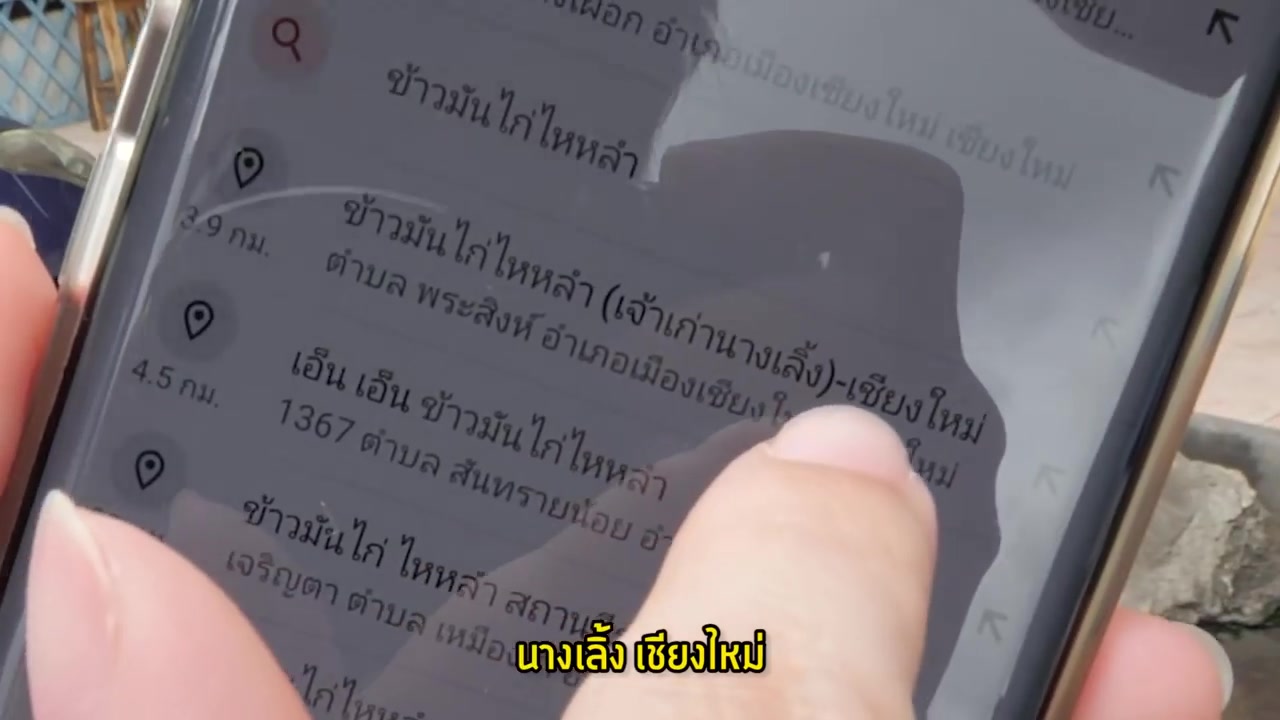 อำเภอเมืองเชียงใหม่ เชียงใหม่
ข้าวมันไก่ไหหลำ
ข้าวมันไก่ไหหลำ (เจ้าเก่านางเลิ้ง)-เชียงใหม่
3.9 กม.
ตำบล พระสิงห์ อำเภอเมืองเชียงใหม่
เอ็น เอ็น ข้าวมันไก่ไหหลำ
4.5 กม.
1367 ตำบล สันทรายน้อย
ข้าวมันไก่ ไหหลำ
เจริญตา ตำบล
นางเลิ้ง เชียงใหม่